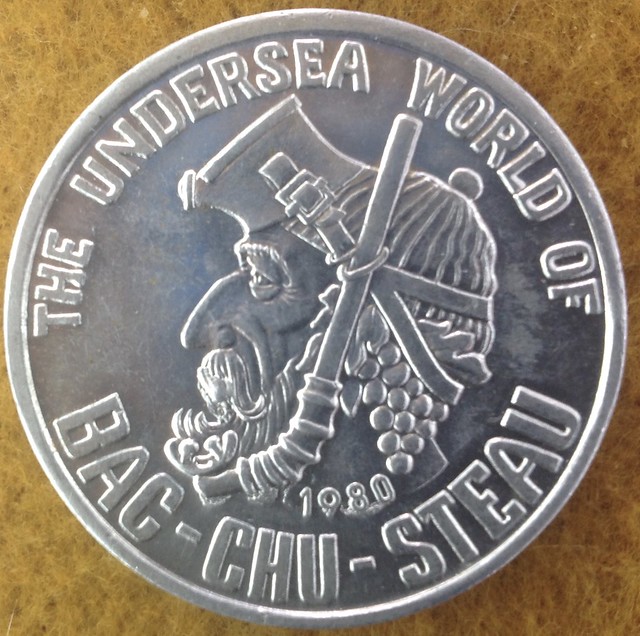 THE UNDERSEA WORLD OF
BAC-CHU-STEAU
1980